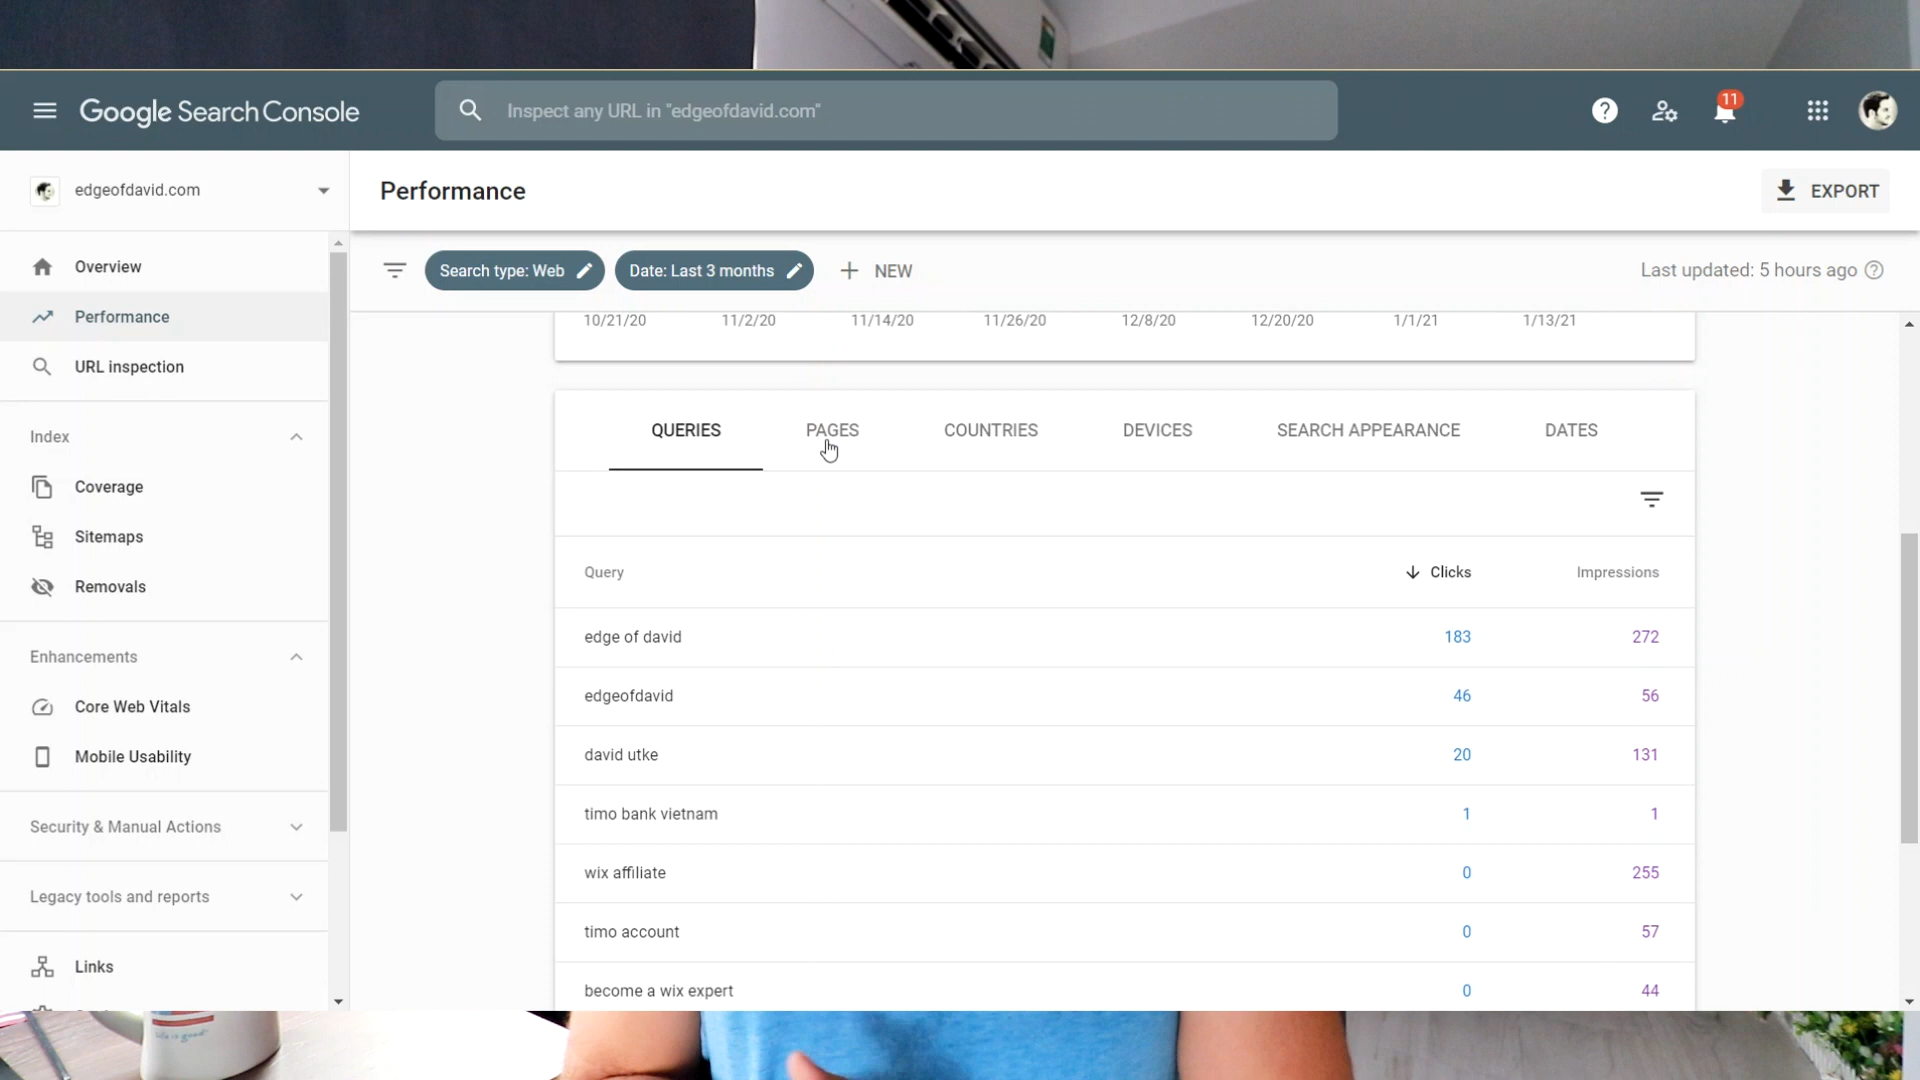 Google Search Console
Inspect any URL in "edgeofdavid.com"
11
edgeofdavid.com
Performance
EXPORT
Overview
Performance
URL inspection
Index
Coverage
Sitemaps
Removals
Enhancements
Core Web Vitals
Mobile Usability
Security & Manual Actions
Legacy tools and reports
Links
Search type: Web
Date: Last 3 months
NEW
Last updated: 5 hours ago
10/21/20 11/2/20 11/14/20 11/26/20 12/8/20 12/20/20 1/1/21 1/13/21
QUERIES PAGES COUNTRIES DEVICES SEARCH APPEARANCE DATES
Query Clicks Impressions
edge of david 183 272
edgeofdavid 46 56
david utke 20 131
timo bank vietnam 1 1
wix affiliate 0 255
timo account 0 57
become a wix expert 0 44
Life is good